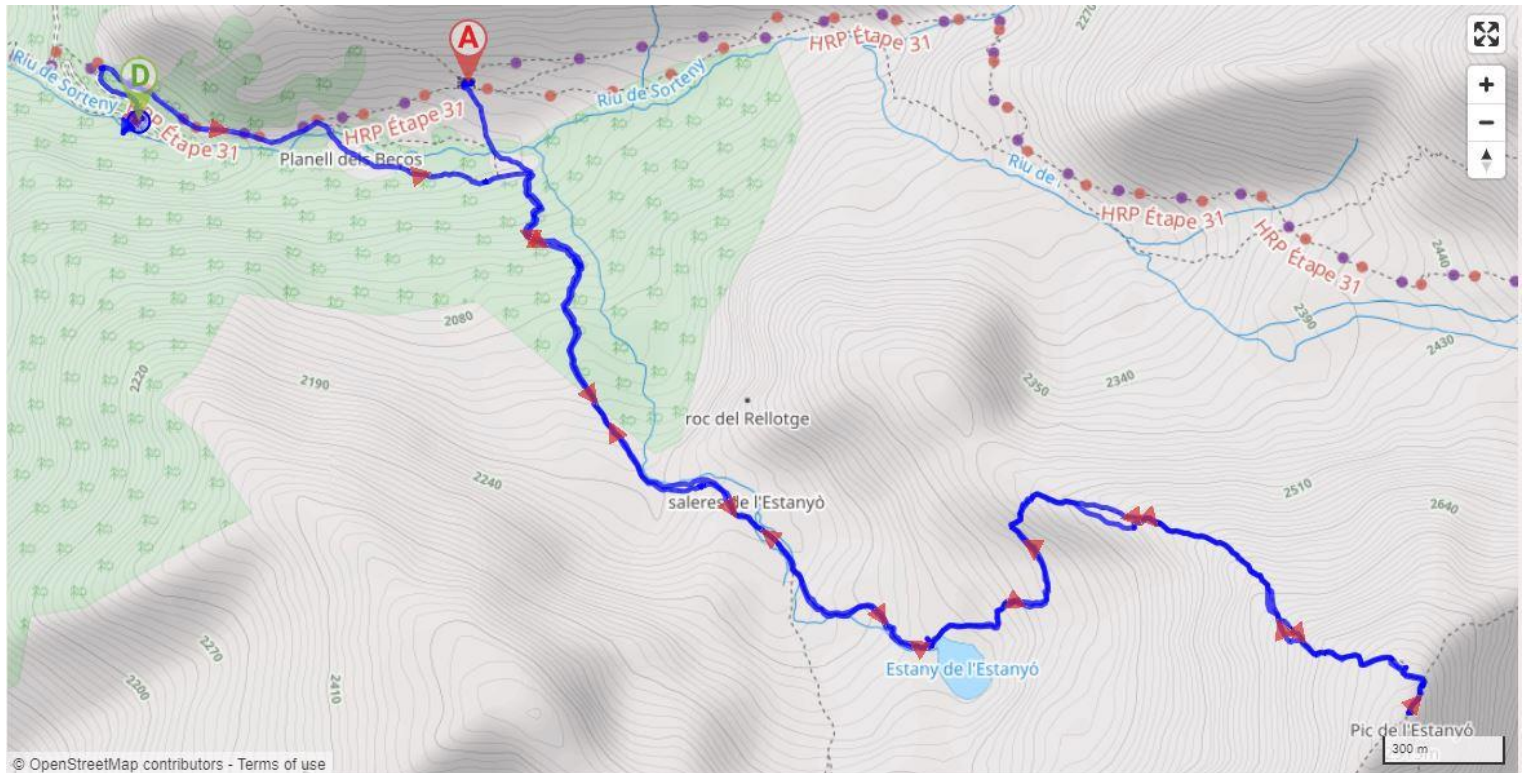 A
2270
HRP Étape 31
D
Riu de Sorteny
Riu de Sorteny
HRP Étape 31
HRP Étape 31
Planell dels Beços
Riu de
HRP Étape 31
HRP Étape 31
2440
2080
2390
2430
2220
2190
2350
2340
roc del Rellotge
2240
2510
saleres de l'Estanyó
2640
2270
Estany de l'Estanyó
2200
2410
Pic de l'Estanyó
300 m
+
−
© OpenStreetMap contributors - Terms of use